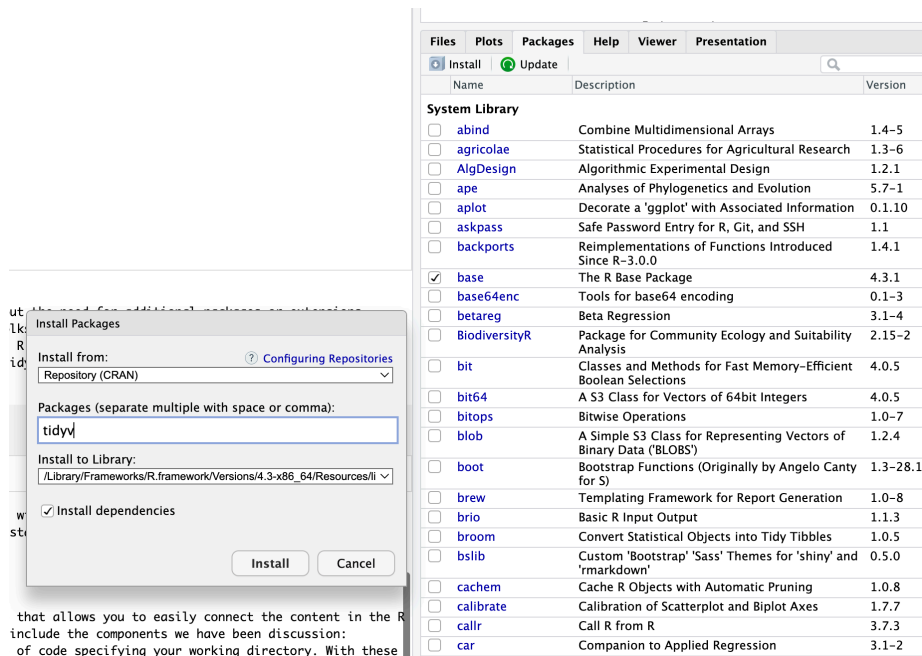 Files Plots Packages Help Viewer Presentation
Install Update
Name Description Version
System Library
abind Combine Multidimensional Arrays 1.4-5
agricolae Statistical Procedures for Agricultural Research 1.3-6
AlgDesign Algorithmic Experimental Design 1.2.1
ape Analyses of Phylogenetics and Evolution 5.7-1
aplot Decorate a 'ggplot' with Associated Information 0.1.10
askpass Safe Password Entry for R, Git, and SSH 1.1
backports Reimplementations of Functions Introduced 1.4.1
Since R-3.0.0
base The R Base Package 4.3.1
base64enc Tools for base64 encoding 0.1-3
betareg Beta Regression 3.1-4
BiodiversityR Package for Community Ecology and Suitability 2.15-2
Analysis
bit Classes and Methods for Fast Memory-Efficient 4.0.5
Boolean Selections
bit64 A S3 Class for Vectors of 64bit Integers 4.0.5
bitops Bitwise Operations 1.0-7
blob A Simple S3 Class for Representing Vectors of 1.2.4
Binary Data ('BLOBS')
boot Bootstrap Functions (Originally by Angelo Canty 1.3-28.1
for S)
brew Templating Framework for Report Generation 1.0-8
brio Basic R Input Output 1.1.3
broom Convert Statistical Objects into Tidy Tibbles 1.0.5
bslib Custom 'Bootstrap' 'Sass' Themes for 'shiny' and 0.5.0
'rmarkdown'
cachem Cache R Objects with Automatic Pruning 1.0.8
calibrate Calibration of Scatterplot and Biplot Axes 1.7.7
callr Call R from R 3.7.3
car Companion to Applied Regression 3.1-2
Install Packages
Install from: ? Configuring Repositories
Repository (CRAN)
Packages (separate multiple with space or comma):
tidyv
Install to Library:
/Library/Frameworks/R.framework/Versions/4.3-x86_64/Resources/li
Install dependencies
Install Cancel
that allows you to easily connect the content in the R
include the components we have been discussion:
of code specifying your working directory. With these